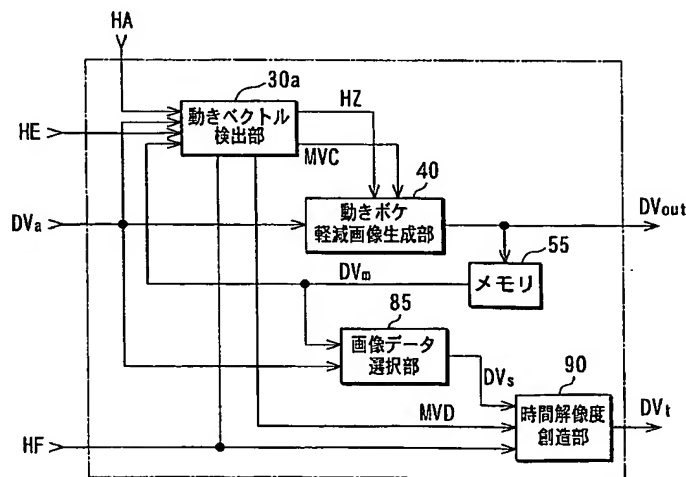 HA
30a
動きベクトル
検出部
HZ
HE
MVC
40
動きボケ
軽減画像生成部
DVa
DVout
55
メモリ
DVm
85
画像データ
選択部
DVs
90
時間解像度
創造部
DVt
MVD
HF